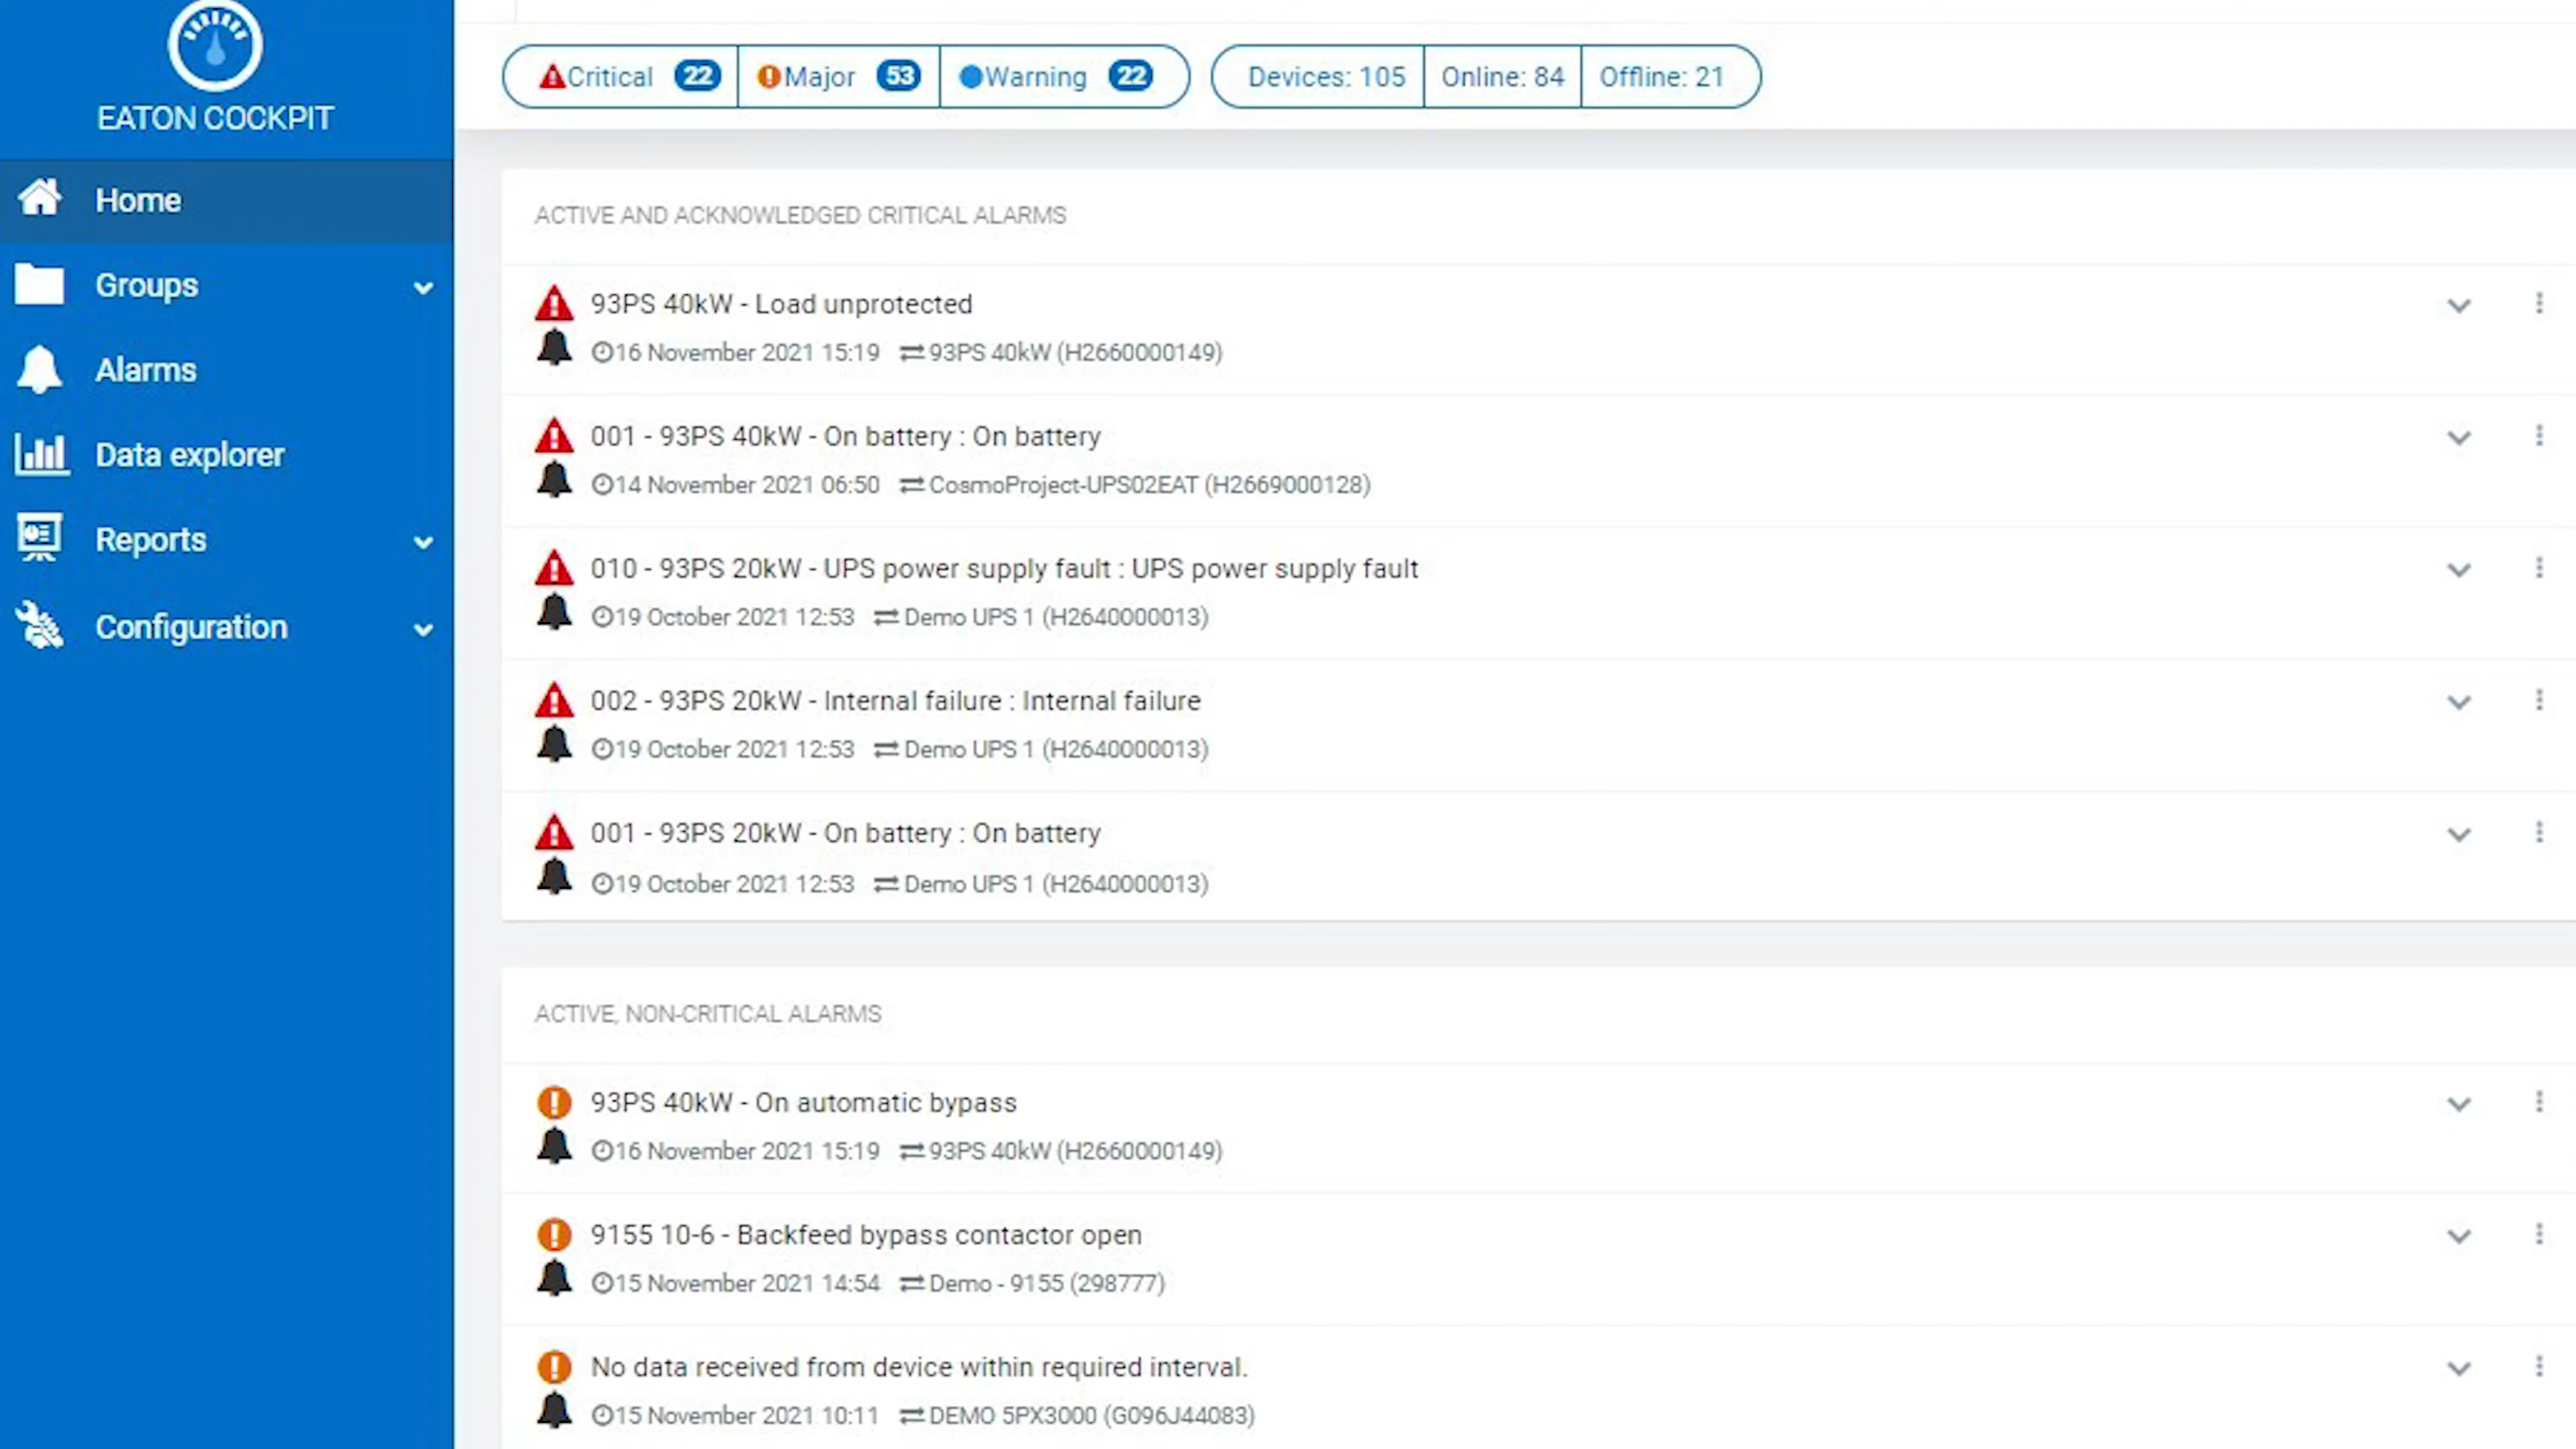 EATON COCKPIT
Home
Groups
Alarms
Data explorer
Reports
Configuration
Critical 22 Major 53 Warning 22 Devices: 105 Online: 84 Offline: 21
ACTIVE AND ACKNOWLEDGED CRITICAL ALARMS
93PS 40kW - Load unprotected
16 November 2021 15:19 93PS 40kW (H2660000149)
001 - 93PS 40kW - On battery : On battery
14 November 2021 06:50 CosmoProject-UPS02EAT (H2669000128)
010 - 93PS 20kW - UPS power supply fault : UPS power supply fault
19 October 2021 12:53 Demo UPS 1 (H2640000013)
002 - 93PS 20kW - Internal failure : Internal failure
19 October 2021 12:53 Demo UPS 1 (H2640000013)
001 - 93PS 20kW - On battery : On battery
19 October 2021 12:53 Demo UPS 1 (H2640000013)
ACTIVE, NON-CRITICAL ALARMS
93PS 40kW - On automatic bypass
16 November 2021 15:19 93PS 40kW (H2660000149)
9155 10-6 - Backfeed bypass contactor open
15 November 2021 14:54 Demo - 9155 (298777)
No data received from device within required interval.
15 November 2021 10:11 DEMO 5PX3000 (G096J44083)